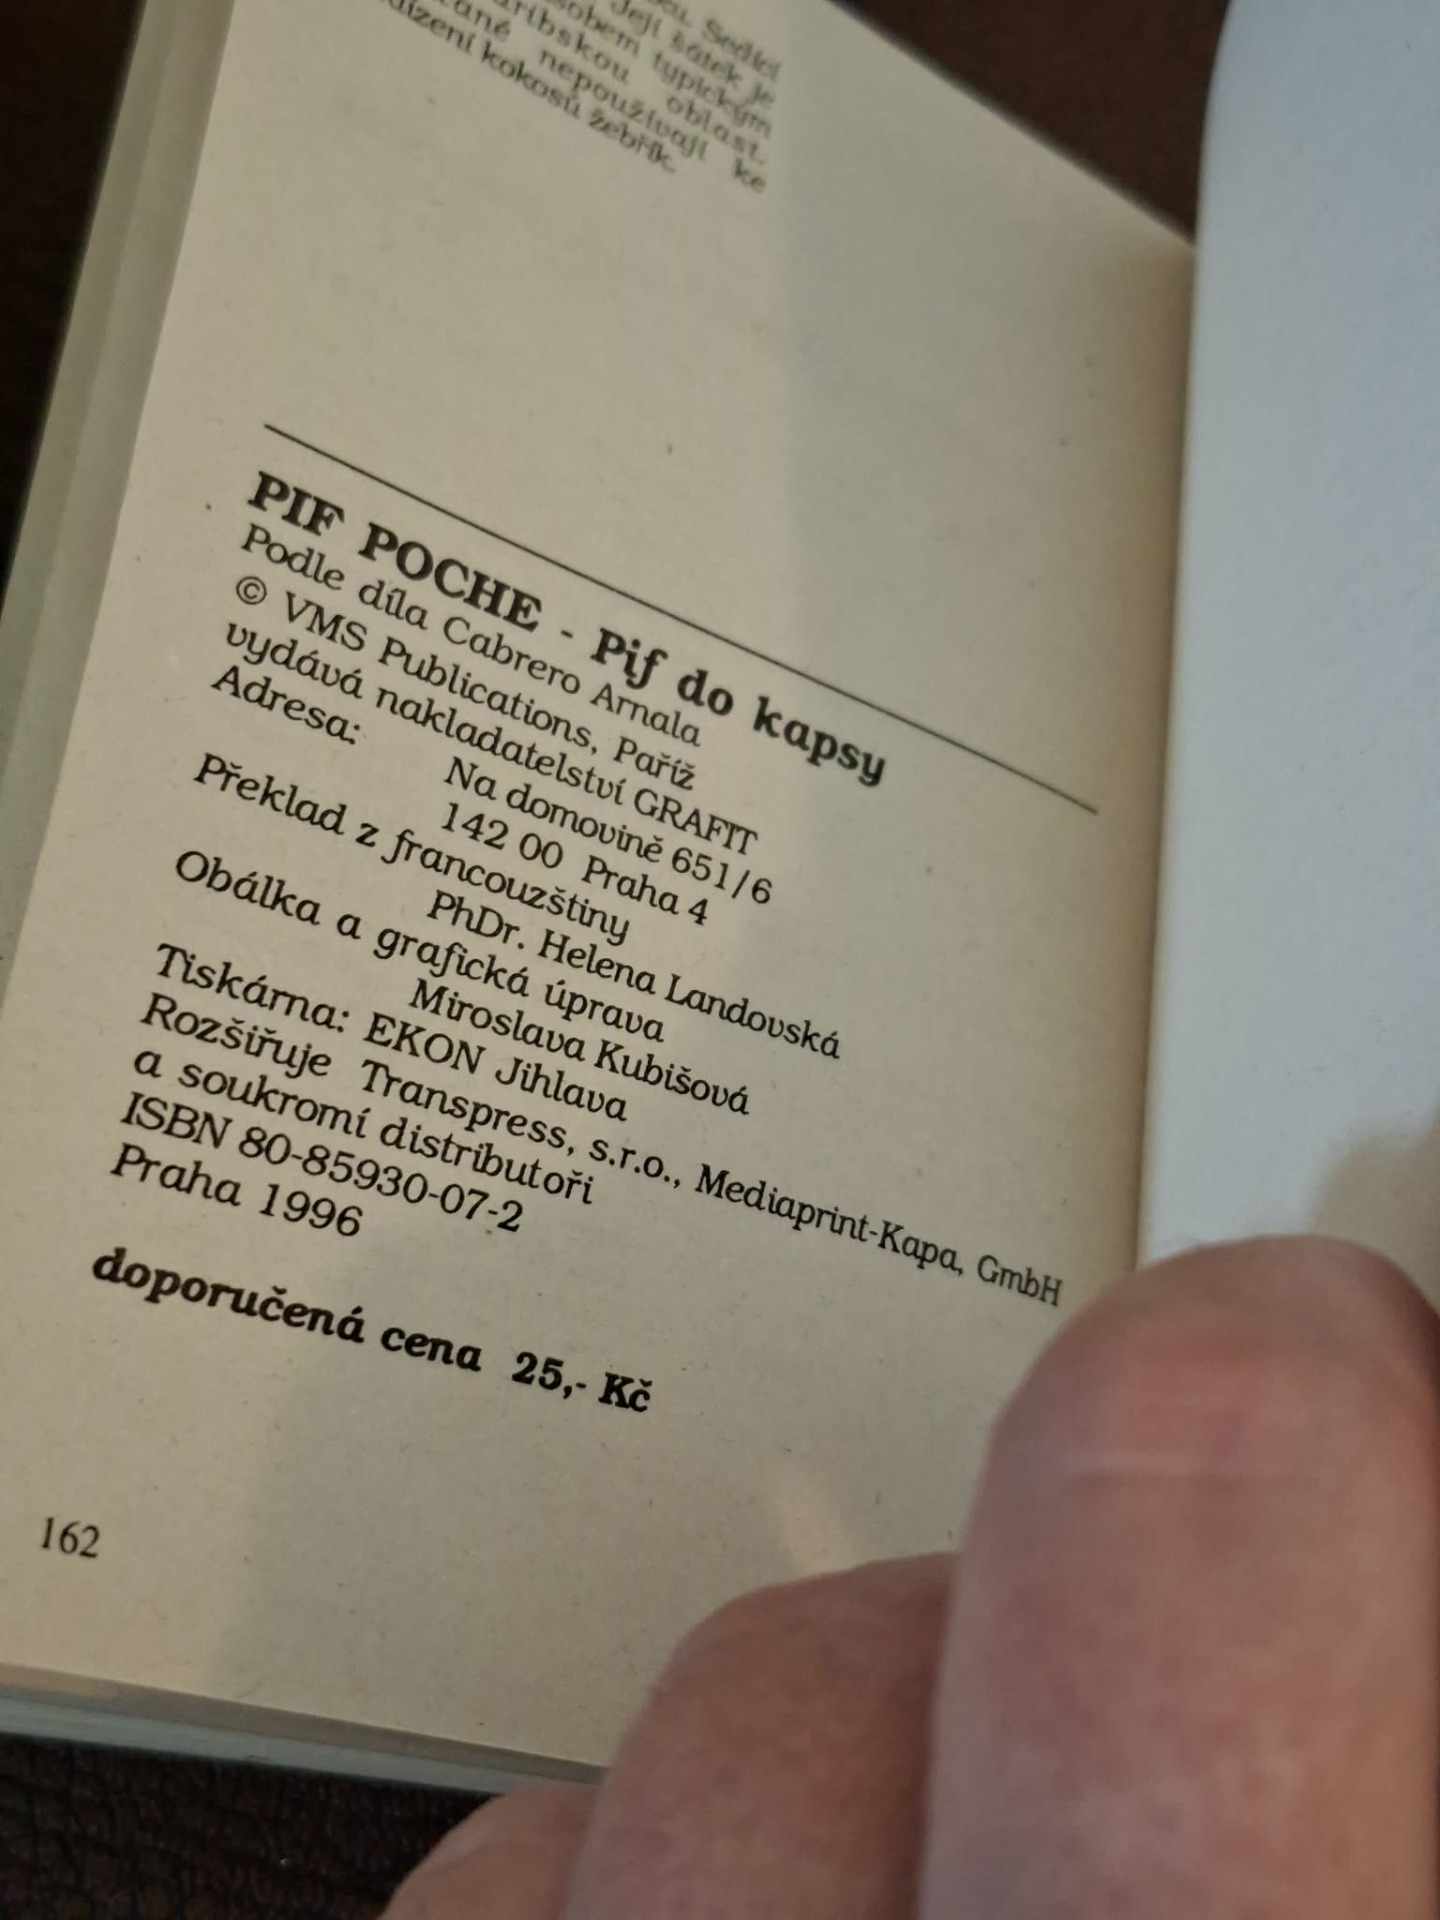 Sedící
Její šátek je
typickým
oblast.
nepoužívají ke
kokosů žebřík.
PIF POCHE - Pif do kapsy
Podle díla Cabrero Arnala
© VMS Publications, Paříž
vydává nakladatelství GRAFIT
Adresa: Na domovině 651/6
142 00 Praha 4
Překlad z francouzštiny
PhDr. Helena Landovská
Obálka a grafická úprava
Miroslava Kubišová
Tiskárna: EKON Jihlava
Rozšiřuje Transpress, s.r.o., Mediaprint-Kapa, GmbH
a soukromí distributoři
ISBN 80-85930-07-2
Praha 1996
doporučená cena 25,- Kč
162